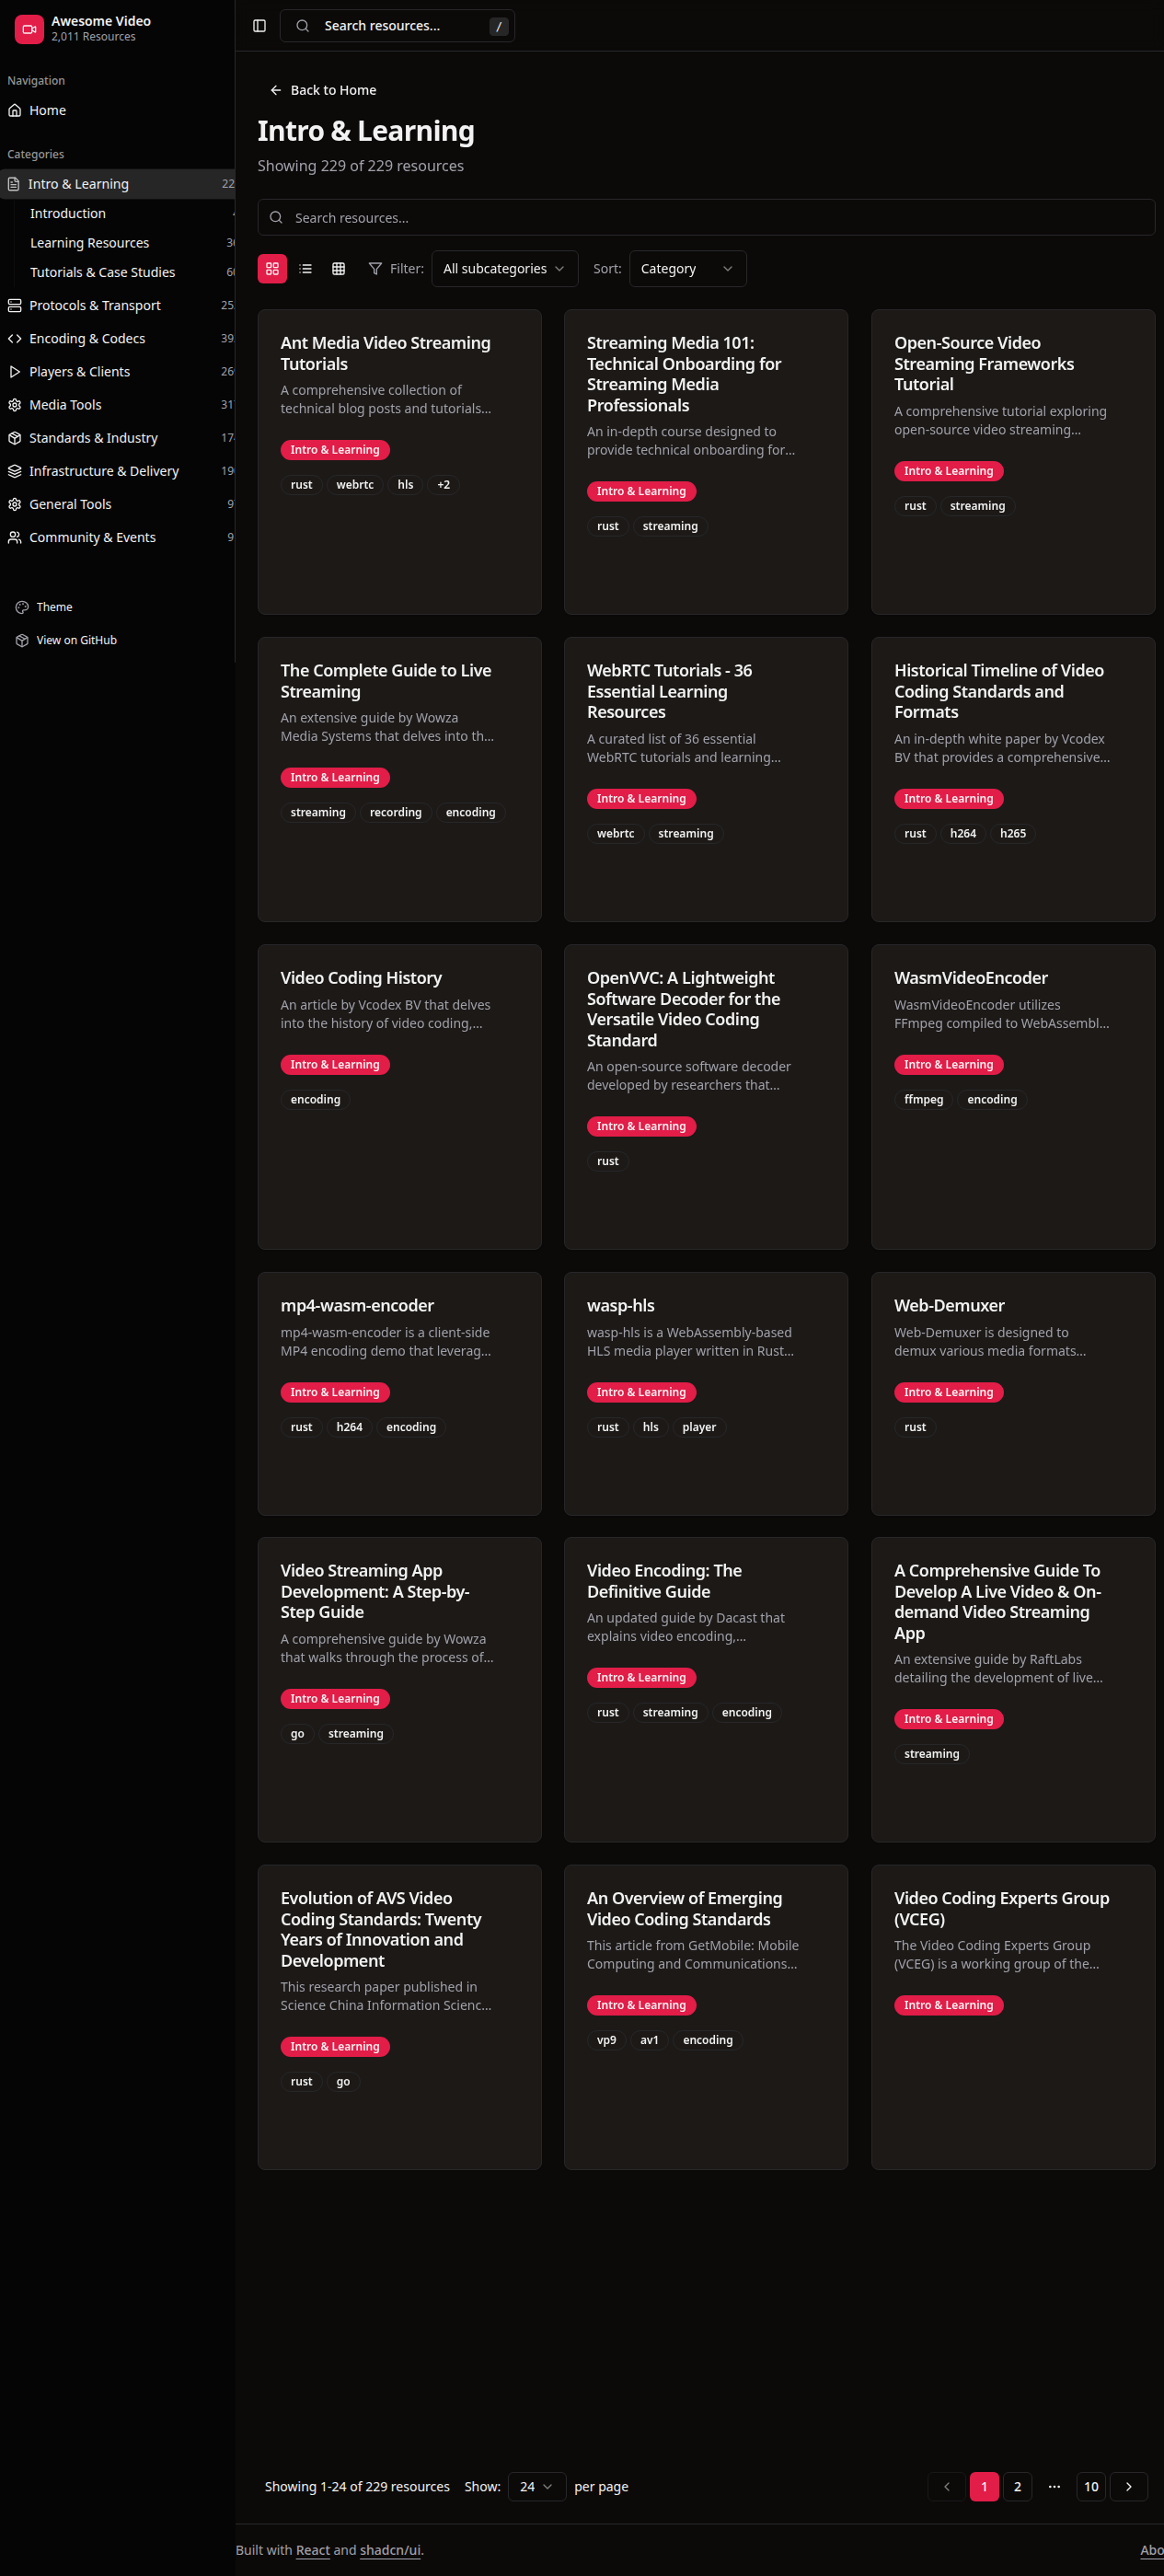 Awesome Video
2,011 Resources
Search resources...
/
Navigation
Home
Categories
Intro & Learning
Introduction
Learning Resources
Tutorials & Case Studies
Protocols & Transport
Encoding & Codecs
Players & Clients
Media Tools
Standards & Industry
Infrastructure & Delivery
General Tools
Community & Events
Theme
View on GitHub
Back to Home
Intro & Learning
Showing 229 of 229 resources
Search resources...
Filter:
All subcategories
Sort:
Category
Ant Media Video Streaming
Tutorials
A comprehensive collection of
technical blog posts and tutorials...
Intro & Learning
rust webrtc hls +2
Streaming Media 101:
Technical Onboarding for
Streaming Media
Professionals
An in-depth course designed to
provide technical onboarding for...
Intro & Learning
rust streaming
Open-Source Video
Streaming Frameworks
Tutorial
A comprehensive tutorial exploring
open-source video streaming...
Intro & Learning
rust streaming
The Complete Guide to Live
Streaming
An extensive guide by Wowza
Media Systems that delves into th...
Intro & Learning
streaming recording encoding
WebRTC Tutorials - 36
Essential Learning
Resources
A curated list of 36 essential
WebRTC tutorials and learning...
Intro & Learning
webrtc streaming
Historical Timeline of Video
Coding Standards and
Formats
An in-depth white paper by Vcodex
BV that provides a comprehensive...
Intro & Learning
rust h264 h265
Video Coding History
An article by Vcodex BV that delves
into the history of video coding,...
Intro & Learning
encoding
OpenVVC: A Lightweight
Software Decoder for the
Versatile Video Coding
Standard
An open-source software decoder
developed by researchers that...
Intro & Learning
rust
WasmVideoEncoder
WasmVideoEncoder utilizes
FFmpeg compiled to WebAssembl...
Intro & Learning
ffmpeg encoding
mp4-wasm-encoder
mp4-wasm-encoder is a client-side
MP4 encoding demo that leverag...
Intro & Learning
rust h264 encoding
wasp-hls
wasp-hls is a WebAssembly-based
HLS media player written in Rust...
Intro & Learning
rust hls player
Web-Demuxer
Web-Demuxer is designed to
demux various media formats...
Intro & Learning
rust
Video Streaming App
Development: A Step-by-
Step Guide
A comprehensive guide by Wowza
that walks through the process of...
Intro & Learning
go streaming
Video Encoding: The
Definitive Guide
An updated guide by Dacast that
explains video encoding,...
Intro & Learning
rust streaming encoding
A Comprehensive Guide To
Develop A Live Video & On-
demand Video Streaming
App
An extensive guide by RaftLabs
detailing the development of live...
Intro & Learning
streaming
Evolution of AVS Video
Coding Standards: Twenty
Years of Innovation and
Development
This research paper published in
Science China Information Scienc...
Intro & Learning
rust go
An Overview of Emerging
Video Coding Standards
This article from GetMobile: Mobile
Computing and Communications...
Intro & Learning
vp9 av1 encoding
Video Coding Experts Group
(VCEG)
The Video Coding Experts Group
(VCEG) is a working group of the...
Intro & Learning
Showing 1-24 of 229 resources
Show:
24
per page
1
2
...
10
Built with React and shadcn/ui.
Abo